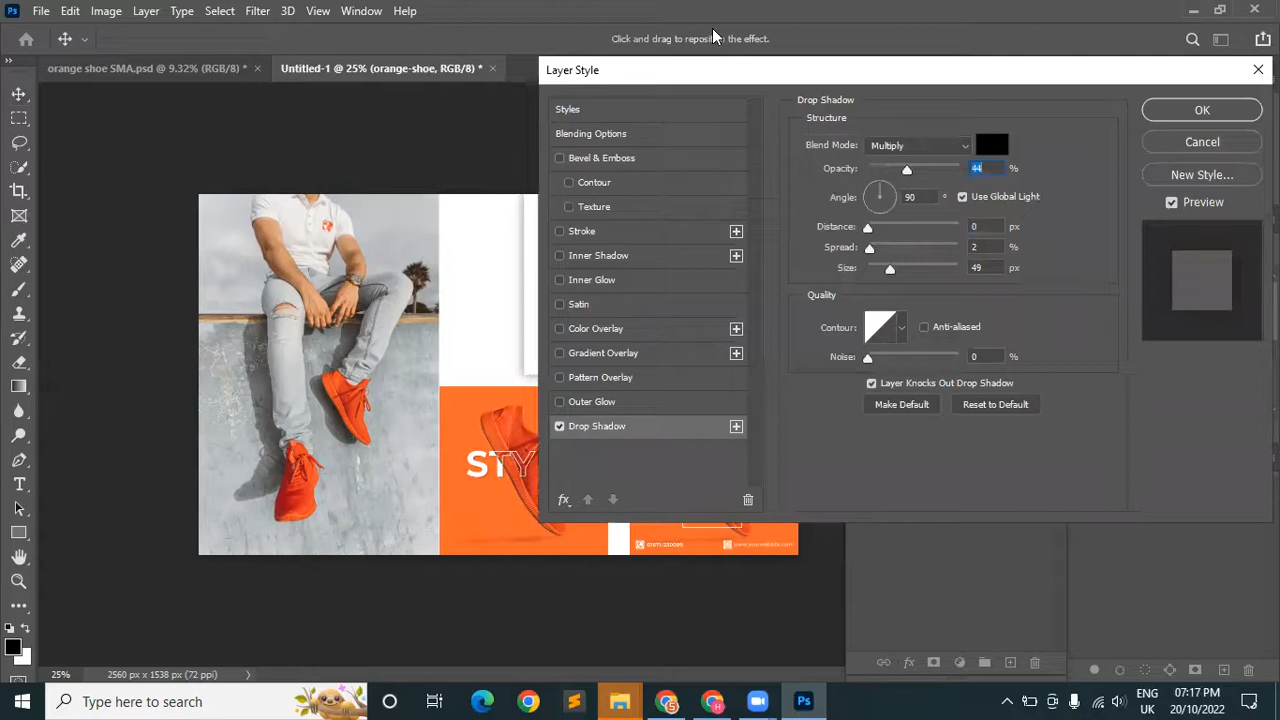 Ps File Edit Image Layer Type Select Filter 3D View Window Help
Click and drag to reposition the effect.
orange shoe SMA.psd @ 9.32% (RGB/8) * × Untitled-1 @ 25% (orange-shoe, RGB/8) * ×
Layer Style
Styles
Blending Options
Bevel & Emboss
Contour
Texture
Stroke
Inner Shadow
Inner Glow
Satin
Color Overlay
Gradient Overlay
Pattern Overlay
Outer Glow
Drop Shadow
fx
Drop Shadow
Structure
Blend Mode: Multiply
Opacity: 44 %
Angle: 90 ° Use Global Light
Distance: 0 px
Spread: 2 %
Size: 49 px
Quality
Contour: Anti-aliased
Noise: 0 %
Layer Knocks Out Drop Shadow
Make Default Reset to Default
OK
Cancel
New Style...
Preview
STY
fx
25% 2560 px x 1538 px (72 ppi)
Type here to search
S H Ps
ENG
UK
07:17 PM
20/10/2022